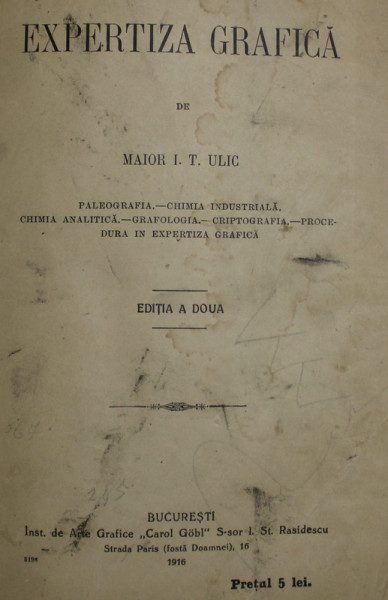 EXPERTIZA GRAFICĂ
DE
MAIOR I. T. ULIC
PALEOGRAFIA.—CHIMIA INDUSTRIALĂ.
CHIMIA ANALITICĂ.—GRAFOLOGIA.—CRIPTOGRAFIA.—PROCE-
DURA IN EXPERTIZA GRAFICĂ
EDIȚIA A DOUA
BUCUREȘTI
Inst. de Arte Grafice „Carol Göbl" S-sor I. St. Rasidescu
Strada Paris (fostă Doamnei), 16
1916
Prețul 5 lei.